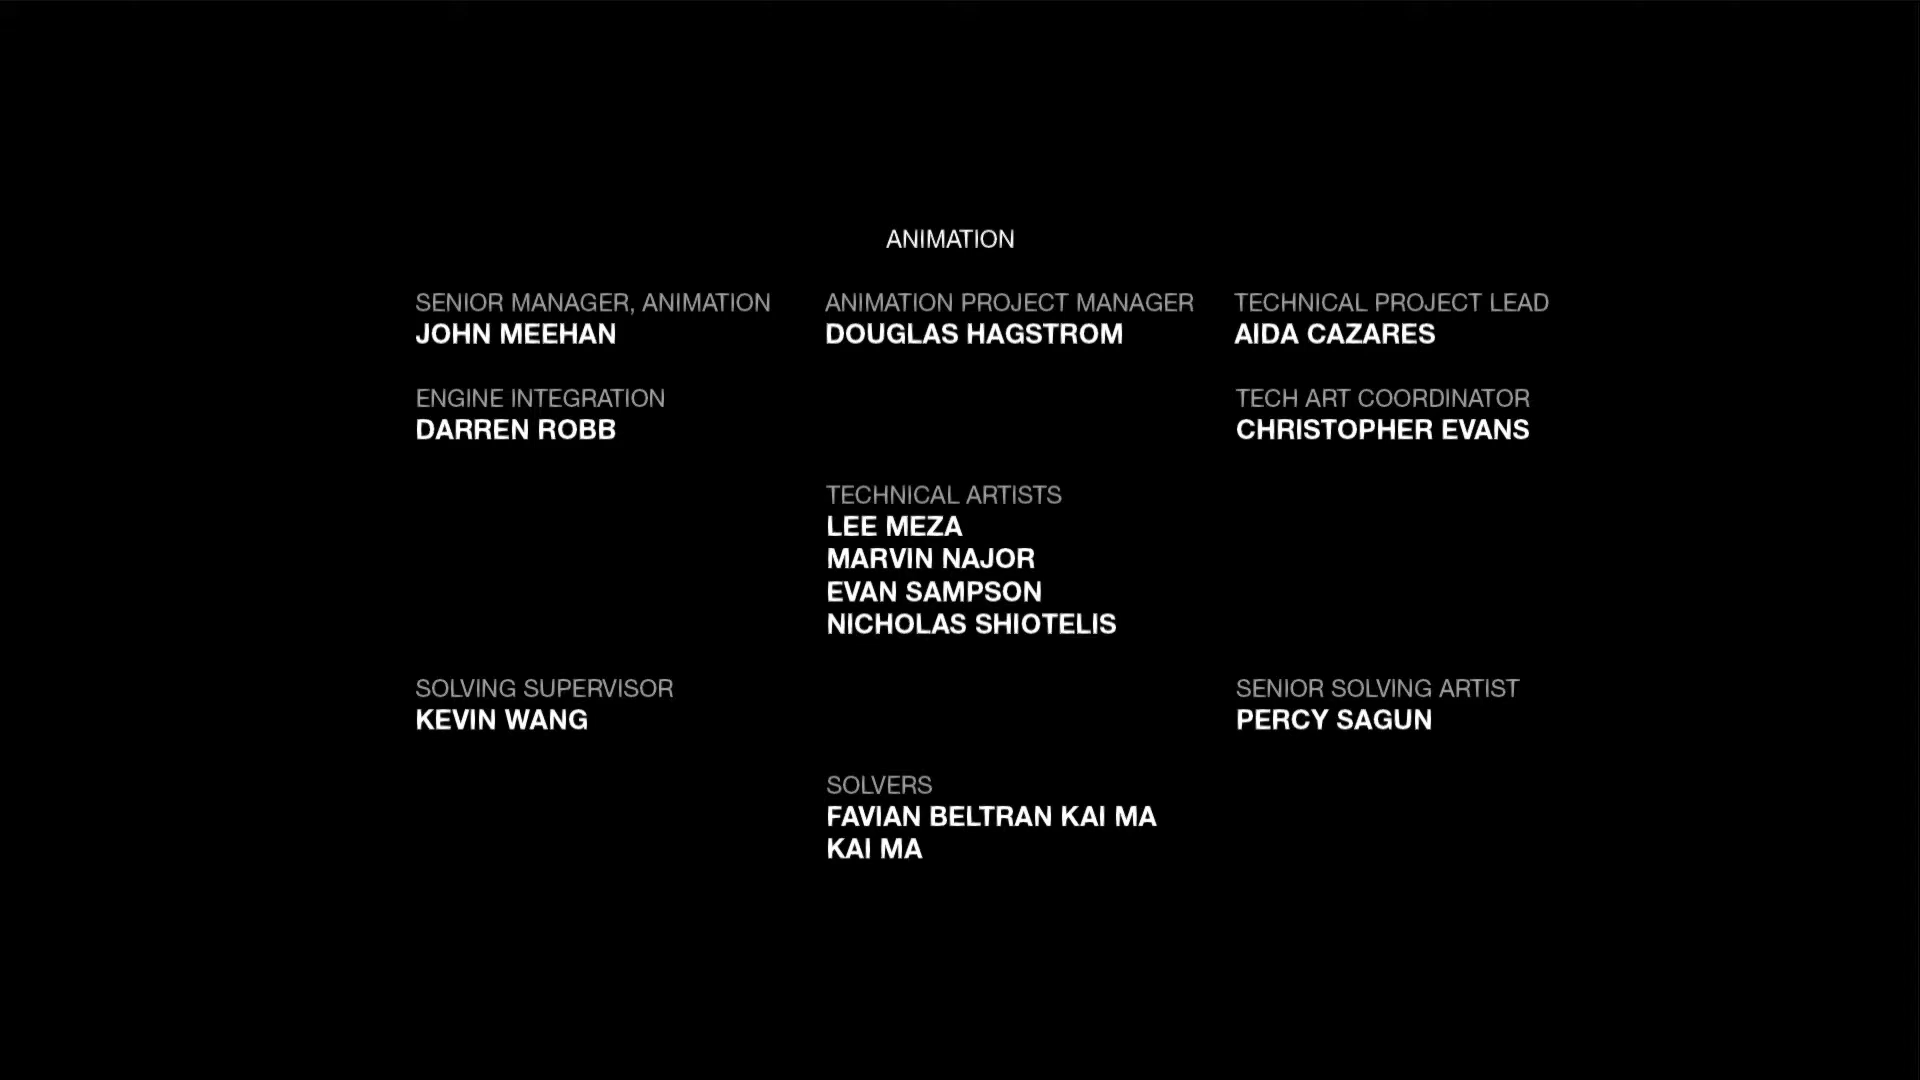 ANIMATION
SENIOR MANAGER, ANIMATION
JOHN MEEHAN
ANIMATION PROJECT MANAGER
DOUGLAS HAGSTROM
TECHNICAL PROJECT LEAD
AIDA CAZARES
ENGINE INTEGRATION
DARREN ROBB
TECH ART COORDINATOR
CHRISTOPHER EVANS
TECHNICAL ARTISTS
LEE MEZA
MARVIN NAJOR
EVAN SAMPSON
NICHOLAS SHIOTELIS
SOLVING SUPERVISOR
KEVIN WANG
SENIOR SOLVING ARTIST
PERCY SAGUN
SOLVERS
FAVIAN BELTRAN KAI MA
KAI MA